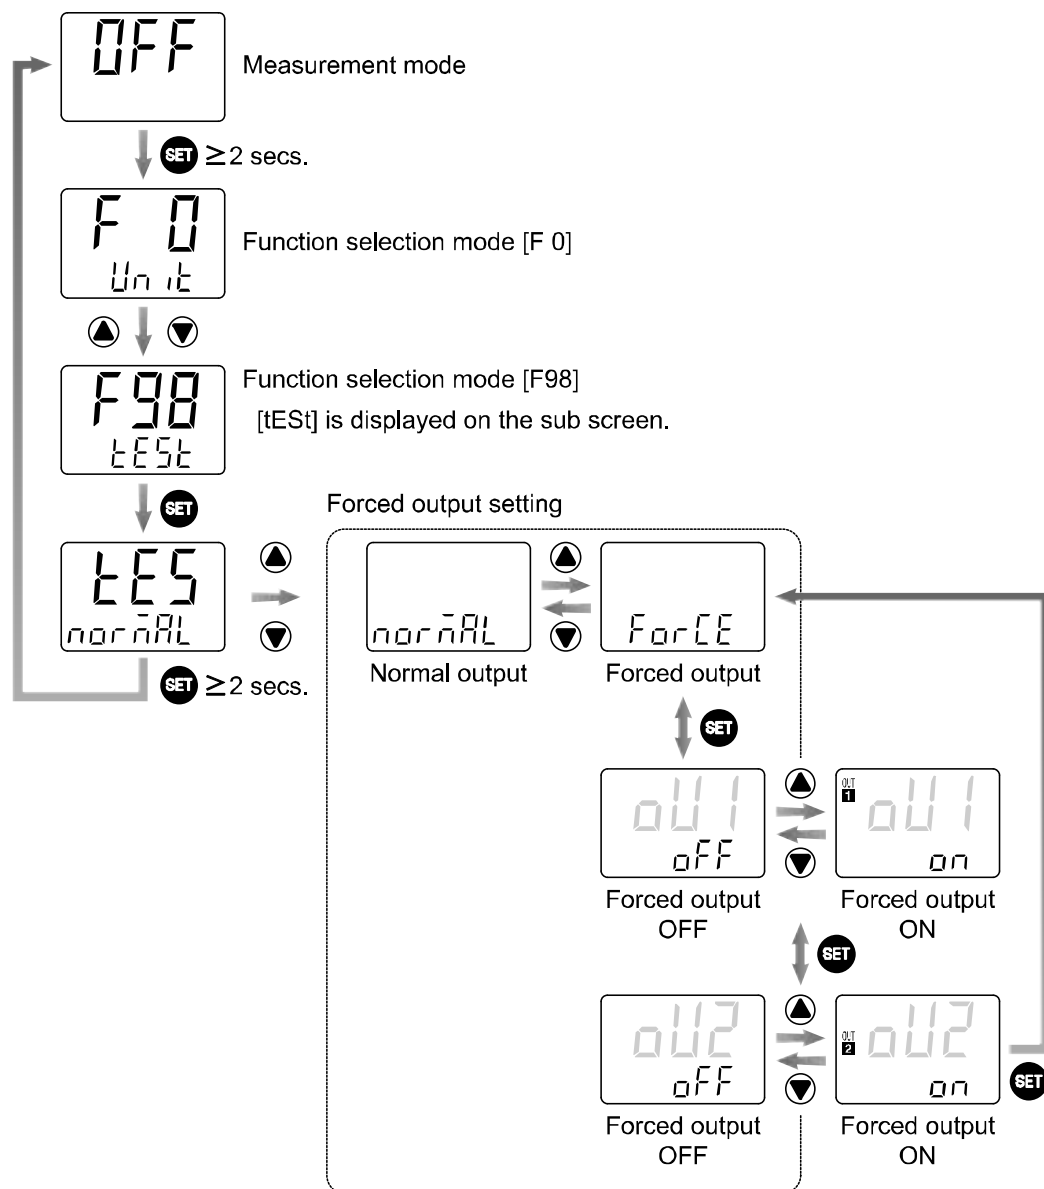 OFF
Measurement mode
SET ≧2 secs.
F 0
Unit
Function selection mode [F 0]
F98
tESt
Function selection mode [F98]
[tESt] is displayed on the sub screen.
SET
Forced output setting
tES
norMAL
norMAL
ForCE
Normal output
Forced output
SET ≧2 secs.
SET
oU1
oFF
OUT
1
oU1
on
Forced output
OFF
Forced output
ON
SET
oU2
oFF
OUT
2
oU2
on
SET
Forced output
OFF
Forced output
ON